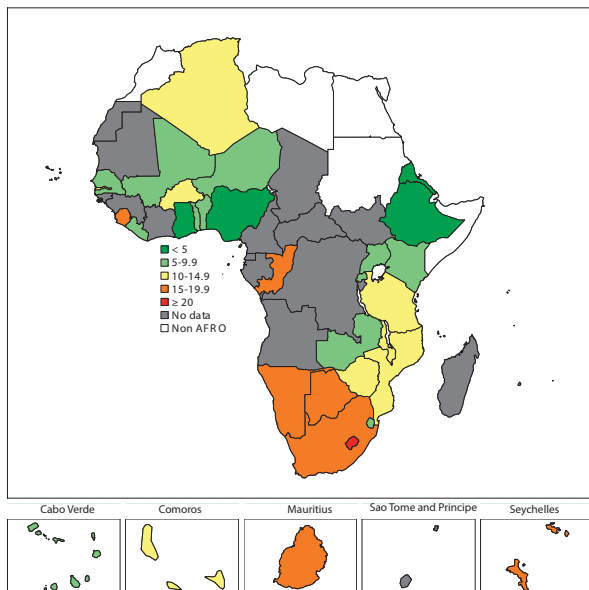 < 5
5-9.9
10-14.9
15-19.9
≥ 20
No data
Non AFRO
Cabo Verde
Comoros
Mauritius
Sao Tome and Principe
Seychelles